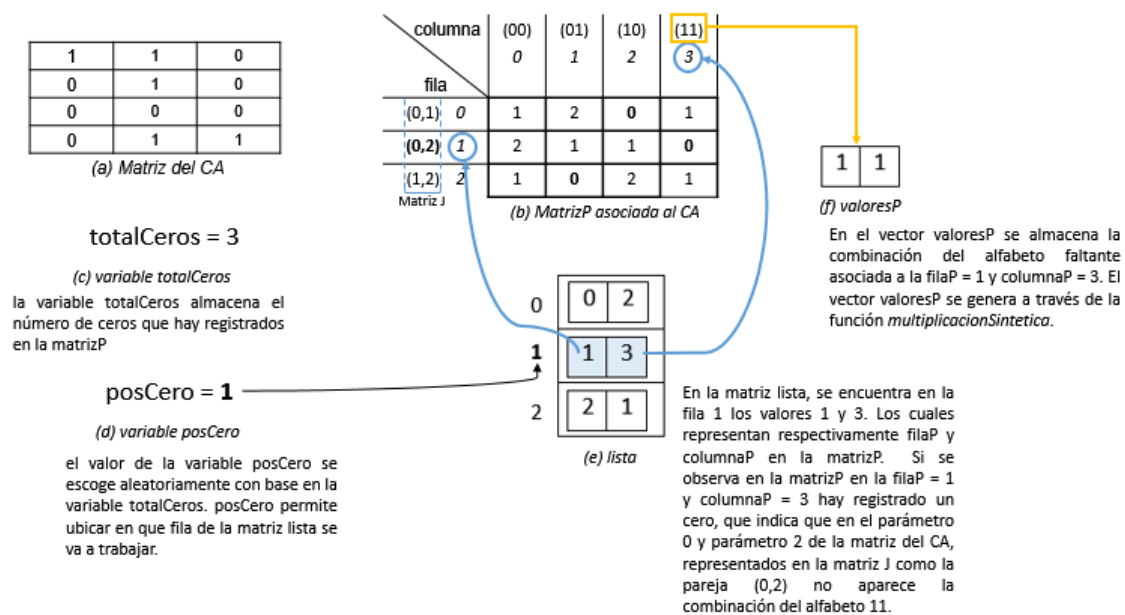 1 1 0
0 1 0
0 0 0
0 1 1
(a) Matriz del CA
columna (00) (01) (10) (11)
0 1 2 3
fila
(0,1) 0 1 2 0 1
(0,2) 1 2 1 1 0
(1,2) 2 1 0 2 1
Matriz J
(b) MatrizP asociada al CA
1 1
(f) valoresP
En el vector valoresP se almacena la
combinación del alfabeto faltante
asociada a la filaP = 1 y columnaP = 3. El
vector valoresP se genera a través de la
función multiplicacionSintetica.
totalCeros = 3
(c) variable totalCeros
la variable totalCeros almacena el
número de ceros que hay registrados
en la matrizP
posCero = 1
(d) variable posCero
el valor de la variable posCero se
escoge aleatoriamente con base en la
variable totalCeros. posCero permite
ubicar en que fila de la matriz lista se
va a trabajar.
0 0 2
1 1 3
2 2 1
(e) lista
En la matriz lista, se encuentra en la
fila 1 los valores 1 y 3. Los cuales
representan respectivamente filaP y
columnaP en la matrizP. Si se
observa en la matrizP en la filaP = 1
y columnaP = 3 hay registrado un
cero, que indica que en el parámetro
0 y parámetro 2 de la matriz del CA,
representados en la matriz J como la
pareja (0,2) no aparece la
combinación del alfabeto 11.